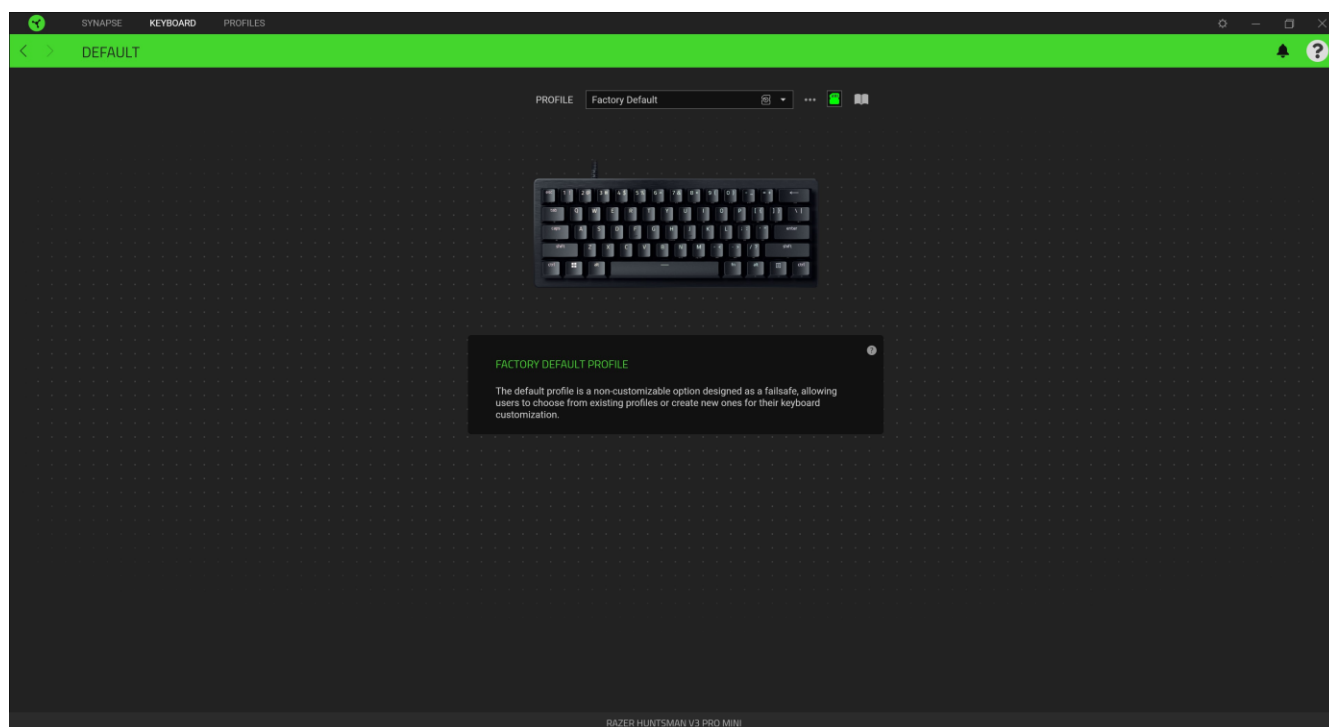 SYNAPSE KEYBOARD PROFILES
DEFAULT
PROFILE Factory Default
FACTORY DEFAULT PROFILE
The default profile is a non-customizable option designed as a failsafe, allowing
users to choose from existing profiles or create new ones for their keyboard
customization.
RAZER HUNTSMAN V3 PRO MINI